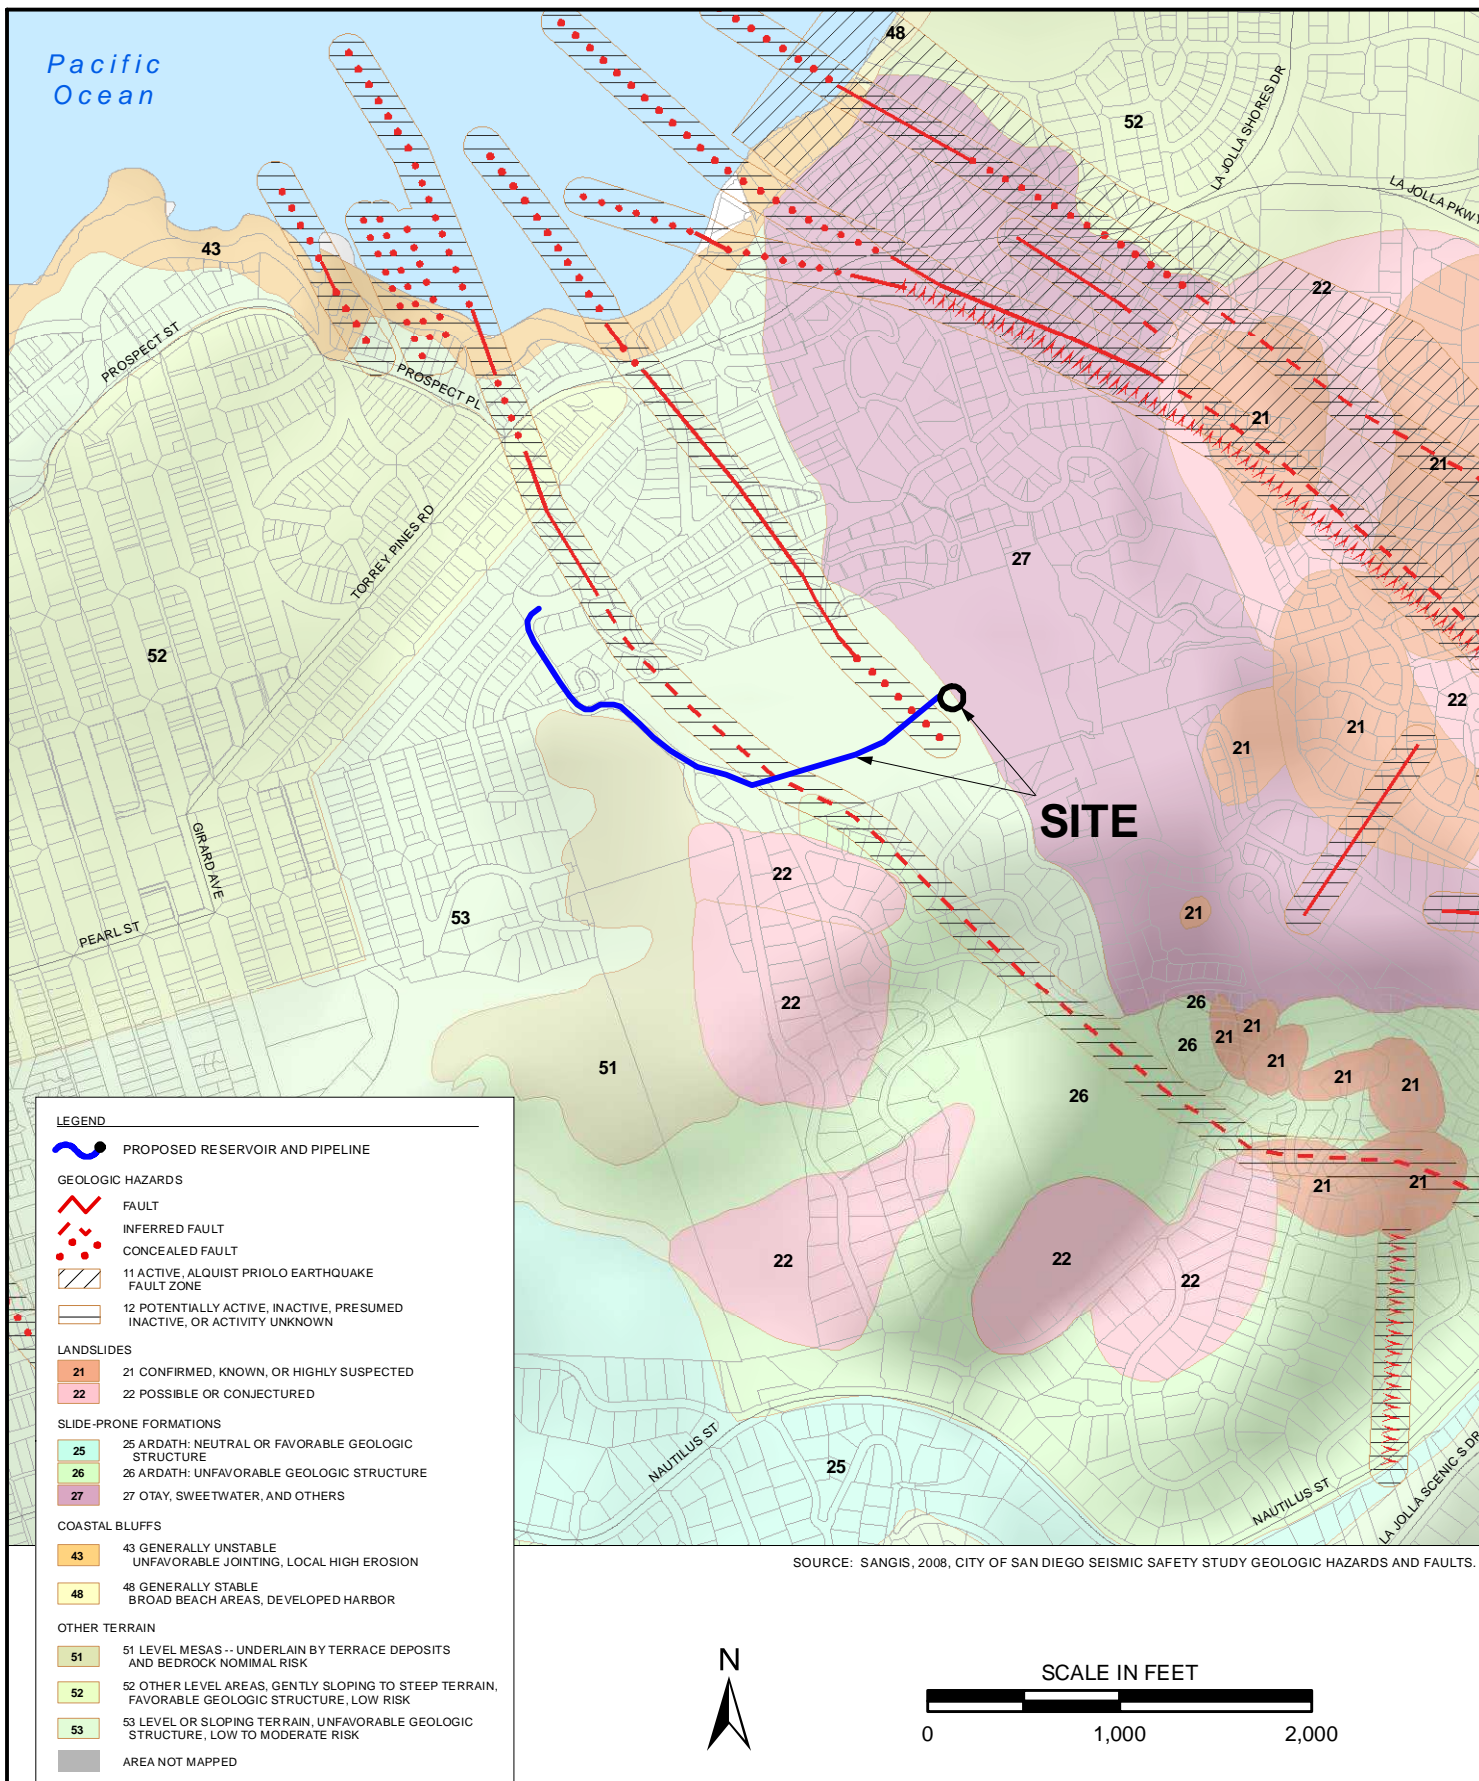 Pacific
Ocean
48
52
LA JOLLA SHORES DR
LA JOLLA PKWY
43
22
PROSPECT ST
PROSPECT PL
21
21
TORREY PINES RD
27
52
22
21
21
SITE
GIRARD AVE
22
53
21
PEARL ST
22
26
21
21
26
21
51
21
21
26
21
21
22
22
22
NAUTILUS ST
25
NAUTILUS ST
LA JOLLA SCENIC S DR
LEGEND
PROPOSED RESERVOIR AND PIPELINE
GEOLOGIC HAZARDS
FAULT
INFERRED FAULT
CONCEALED FAULT
11 ACTIVE, ALQUIST PRIOLO EARTHQUAKE
FAULT ZONE
12 POTENTIALLY ACTIVE, INACTIVE, PRESUMED
INACTIVE, OR ACTIVITY UNKNOWN
LANDSLIDES
21 21 CONFIRMED, KNOWN, OR HIGHLY SUSPECTED
22 22 POSSIBLE OR CONJECTURED
SLIDE-PRONE FORMATIONS
25 25 ARDATH: NEUTRAL OR FAVORABLE GEOLOGIC
STRUCTURE
26 26 ARDATH: UNFAVORABLE GEOLOGIC STRUCTURE
27 27 OTAY, SWEETWATER, AND OTHERS
COASTAL BLUFFS
43 43 GENERALLY UNSTABLE
UNFAVORABLE JOINTING, LOCAL HIGH EROSION
48 48 GENERALLY STABLE
BROAD BEACH AREAS, DEVELOPED HARBOR
OTHER TERRAIN
51 51 LEVEL MESAS -- UNDERLAIN BY TERRACE DEPOSITS
AND BEDROCK NOMIMAL RISK
52 52 OTHER LEVEL AREAS, GENTLY SLOPING TO STEEP TERRAIN,
FAVORABLE GEOLOGIC STRUCTURE, LOW RISK
53 53 LEVEL OR SLOPING TERRAIN, UNFAVORABLE GEOLOGIC
STRUCTURE, LOW TO MODERATE RISK
AREA NOT MAPPED
SOURCE: SANGIS, 2008, CITY OF SAN DIEGO SEISMIC SAFETY STUDY GEOLOGIC HAZARDS AND FAULTS.
N
SCALE IN FEET
0 1,000 2,000